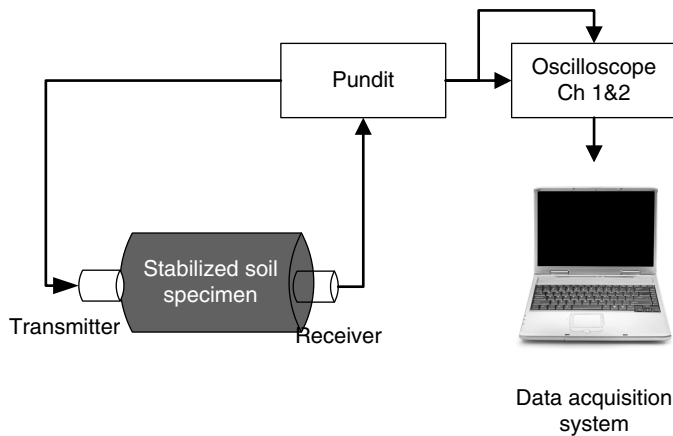 Pundit
Oscilloscope
Ch 1&2
Stabilized soil
specimen
Transmitter
Receiver
Data acquisition
system